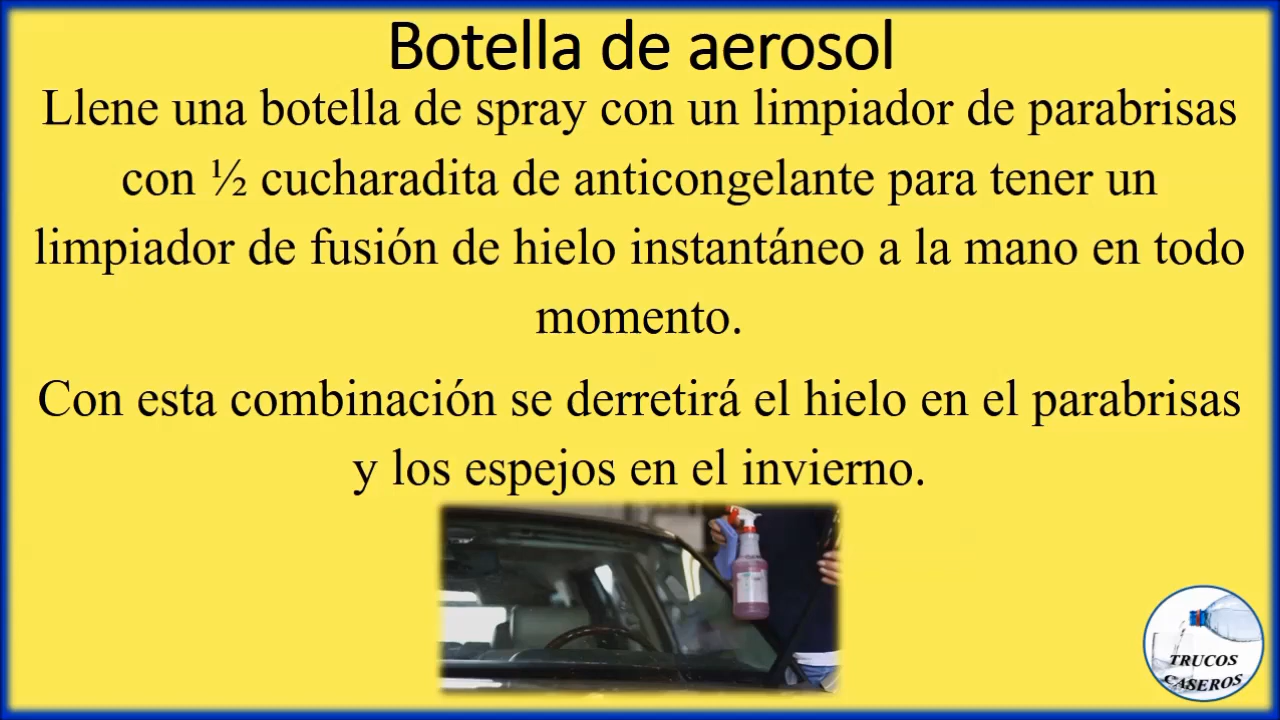 Botella de aerosol
Llene una botella de spray con un limpiador de parabrisas
con ½ cucharadita de anticongelante para tener un
limpiador de fusión de hielo instantáneo a la mano en todo
momento.
Con esta combinación se derretirá el hielo en el parabrisas
y los espejos en el invierno.
TRUCOS
CASEROS